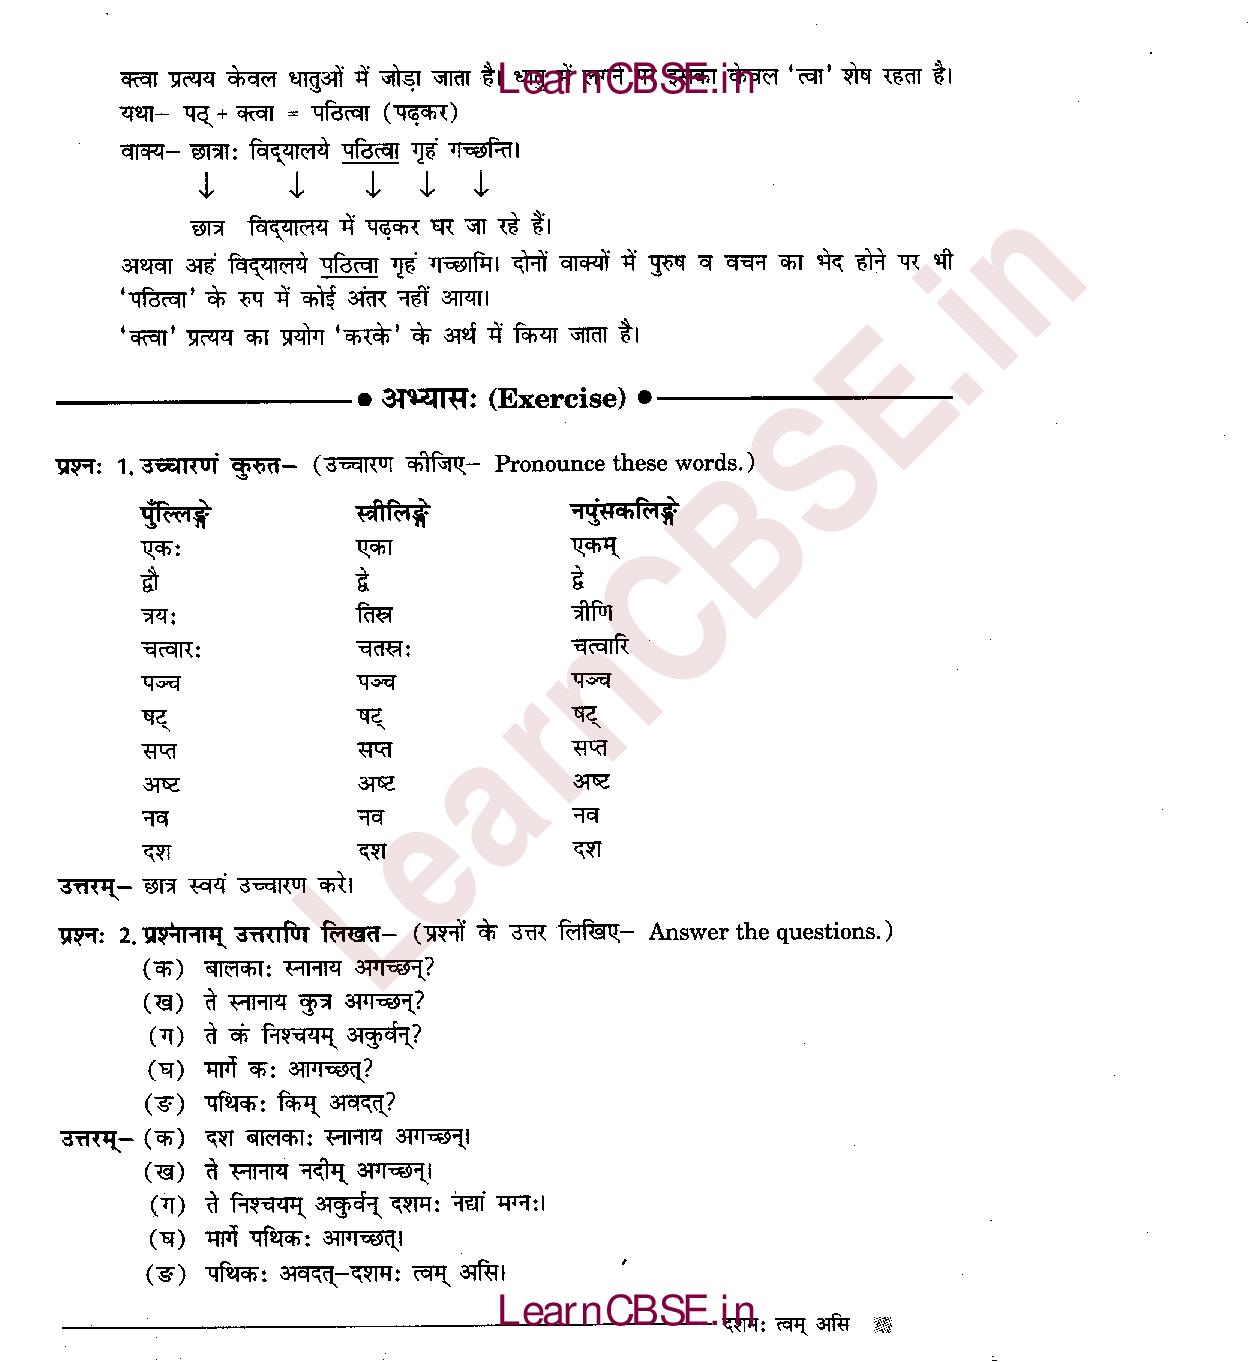 क्त्वा प्रत्यय केवल धातुओं में जोड़ा जाता है। धातु में लगने पर इसका केवल 'त्वा' शेष रहता है।
LearnCBSE.in
यथा– पठ् + क्त्वा = पठित्वा (पढ़कर)
वाक्य– छात्राः विद्यालये पठित्वा गृहं गच्छन्ति।
↓ ↓ ↓ ↓ ↓
छात्र विद्यालय में पढ़कर घर जा रहे हैं।
अथवा अहं विद्यालये पठित्वा गृहं गच्छामि। दोनों वाक्यों में पुरुष व वचन का भेद होने पर भी
'पठित्वा' के रुप में कोई अंतर नहीं आया।
'क्त्वा' प्रत्यय का प्रयोग 'करके' के अर्थ में किया जाता है।
● अभ्यासः (Exercise) ●
प्रश्नः 1. उच्चारणं कुरुत– (उच्चारण कीजिए– Pronounce these words.)
पुँल्लिङ्गे स्त्रीलिङ्गे नपुंसकलिङ्गे
एकः एका एकम्
द्वौ द्वे द्वे
त्रयः तिस्र त्रीणि
चत्वारः चतस्रः चत्वारि
पञ्च पञ्च पञ्च
षट् षट् षट्
सप्त सप्त सप्त
अष्ट अष्ट अष्ट
नव नव नव
दश दश दश
उत्तरम्– छात्र स्वयं उच्चारण करे।
प्रश्नः 2. प्रश्नानाम् उत्तराणि लिखत– (प्रश्नों के उत्तर लिखिए– Answer the questions.)
(क) बालकाः स्नानाय अगच्छन्?
(ख) ते स्नानाय कुत्र अगच्छन्?
(ग) ते कं निश्चयम् अकुर्वन्?
(घ) मार्गे कः आगच्छत्?
(ङ) पथिकः किम् अवदत्?
उत्तरम्– (क) दश बालकाः स्नानाय अगच्छन्।
(ख) ते स्नानाय नदीम् अगच्छन्।
(ग) ते निश्चयम् अकुर्वन् दशमः नद्यां मग्नः।
(घ) मार्गे पथिकः आगच्छत्।
(ङ) पथिकः अवदत्–दशमः त्वम् असि।
LearnCBSE.in
दशमः त्वम् असि
LearnCBSE.in